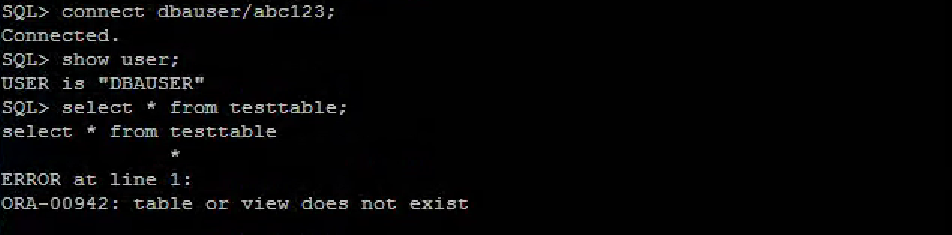 SQL> connect dbauser/abc123;
Connected.
SQL> show user;
USER is "DBAUSER"
SQL> select * from testtable;
select * from testtable
              *
ERROR at line 1:
ORA-00942: table or view does not exist